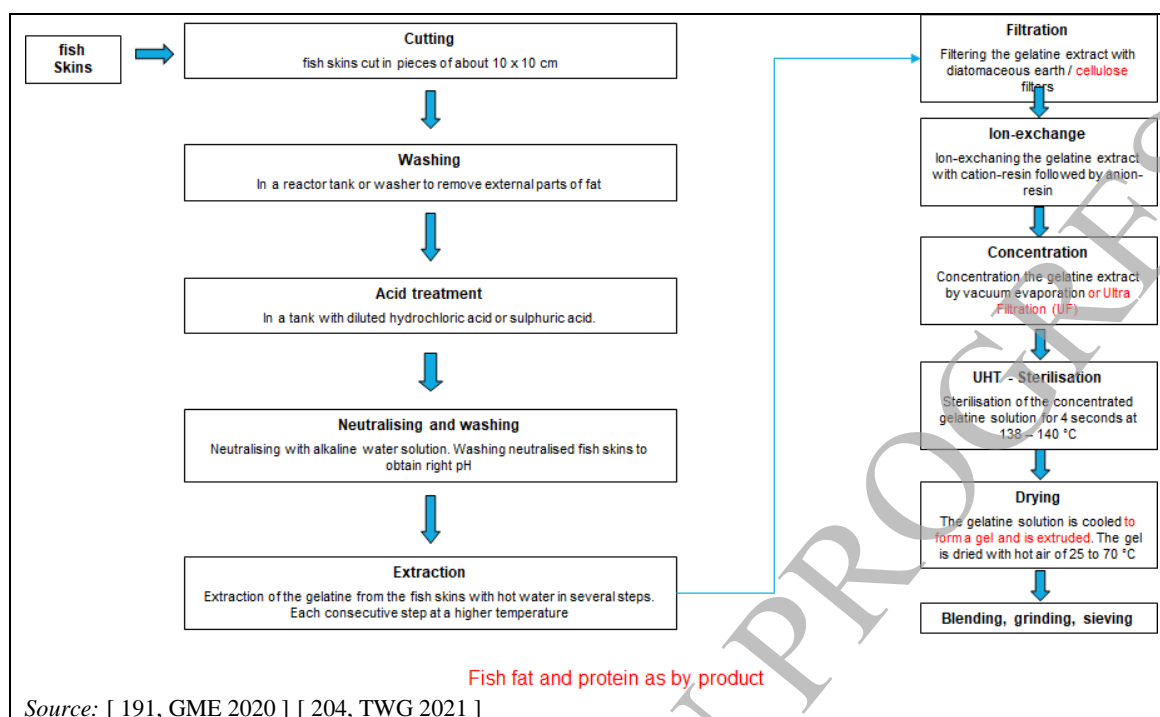 fish
Skins
Cutting
fish skins cut in pieces of about 10 x 10 cm
Washing
In a reactor tank or washer to remove external parts of fat
Acid treatment
In a tank with diluted hydrochloric acid or sulphuric acid.
Neutralising and washing
Neutralising with alkaline water solution. Washing neutralised fish skins to
obtain right pH
Extraction
Extraction of the gelatine from the fish skins with hot water in several steps.
Each consecutive step at a higher temperature
Filtration
Filtering the gelatine extract with
diatomaceous earth / cellulose
filters
Ion-exchange
Ion-exchaning the gelatine extract
with cation-resin followed by anion-
resin
Concentration
Concentration the gelatine extract
by vacuum evaporation or Ultra
Filtration (UF)
UHT - Sterilisation
Sterilisation of the concentrated
gelatine solution for 4 seconds at
138 – 140 °C
Drying
The gelatine solution is cooled to
form a gel and is extruded. The gel
is dried with hot air of 25 to 70 °C
Blending, grinding, sieving
Fish fat and protein as by product
Source: [ 191, GME 2020 ] [ 204, TWG 2021 ]
PROGRES